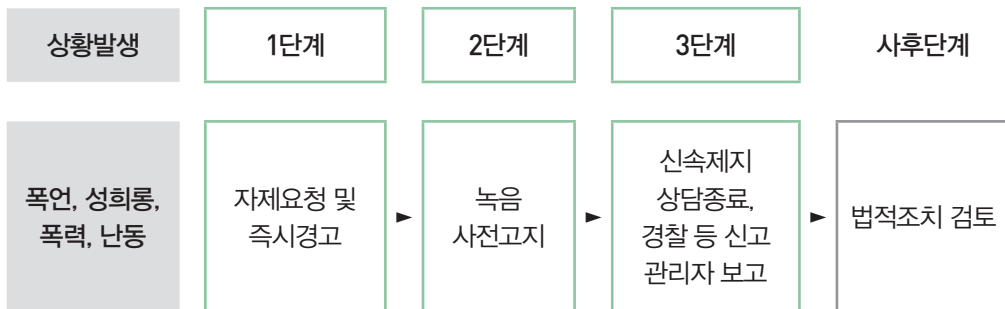 상황발생
1단계
2단계
3단계
사후단계
폭언, 성희롱,
폭력, 난동
자제요청 및
즉시경고
녹음
사전고지
신속제지
상담종료,
경찰 등 신고
관리자 보고
법적조치 검토